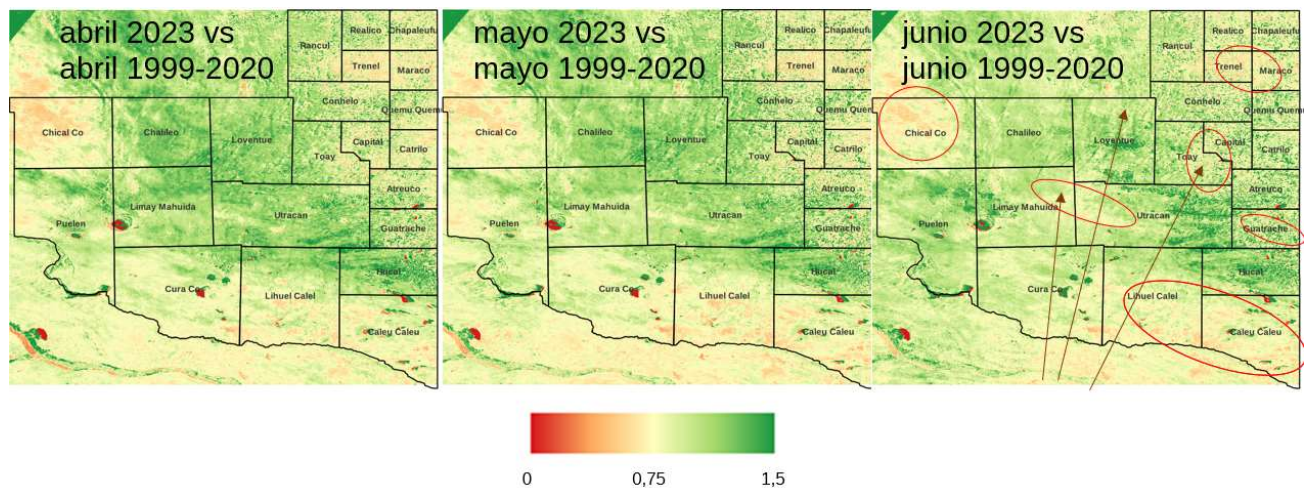 abril 2023 vs
abril 1999-2020
Rancul
Realico
Chapaleufu
Trenel
Maraco
Conhelo
Quemu Quemu
Chical Co
Chalileo
Loventue
Toay
Capital
Catrilo
Puelen
Limay Mahuida
Utracan
Atreuco
Guatrache
Cura Co
Lihuel Calel
Hucal
Caleu Caleu
mayo 2023 vs
mayo 1999-2020
Rancul
Realico
Chapaleufu
Trenel
Maraco
Conhelo
Quemu Quemu
Chical Co
Chalileo
Loventue
Toay
Capital
Catrilo
Puelen
Limay Mahuida
Utracan
Atreuco
Guatrache
Cura Co
Lihuel Calel
Hucal
Caleu Caleu
junio 2023 vs
junio 1999-2020
Rancul
Realico
Chapaleufu
Trenel
Maraco
Conhelo
Quemu Quemu
Chical Co
Chalileo
Loventue
Toay
Capital
Catrilo
Puelen
Limay Mahuida
Utracan
Atreuco
Guatrache
Cura Co
Lihuel Calel
Hucal
Caleu Caleu
0
0,75
1,5